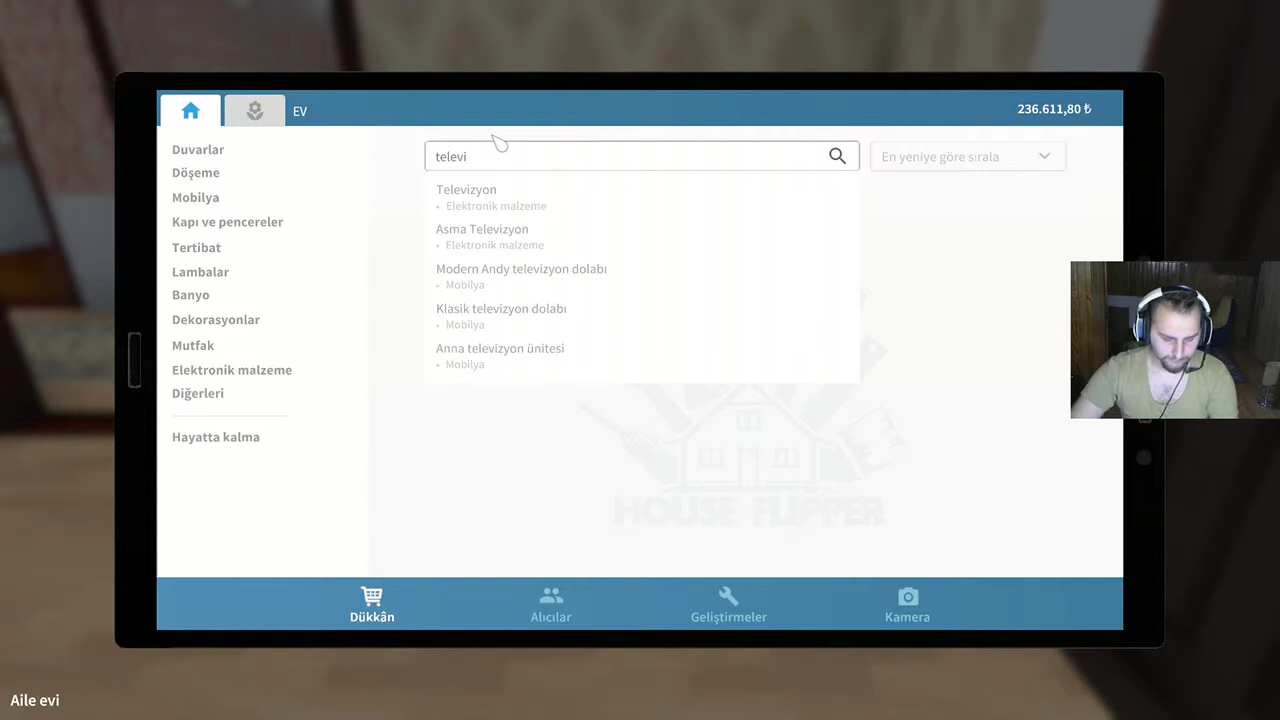 EV
236.611,80 ₺
Duvarlar
Döşeme
Mobilya
Kapı ve pencereler
Tertibat
Lambalar
Banyo
Dekorasyonlar
Mutfak
Elektronik malzeme
Diğerleri
Hayatta kalma
televi
En yeniye göre sırala
Televizyon
Elektronik malzeme
Asma Televizyon
Elektronik malzeme
Modern Andy televizyon dolabı
Mobilya
Klasik televizyon dolabı
Mobilya
Anna televizyon ünitesi
Mobilya
HOUSE FLIPPER
Dükkân
Alıcılar
Geliştirmeler
Kamera
Aile evi